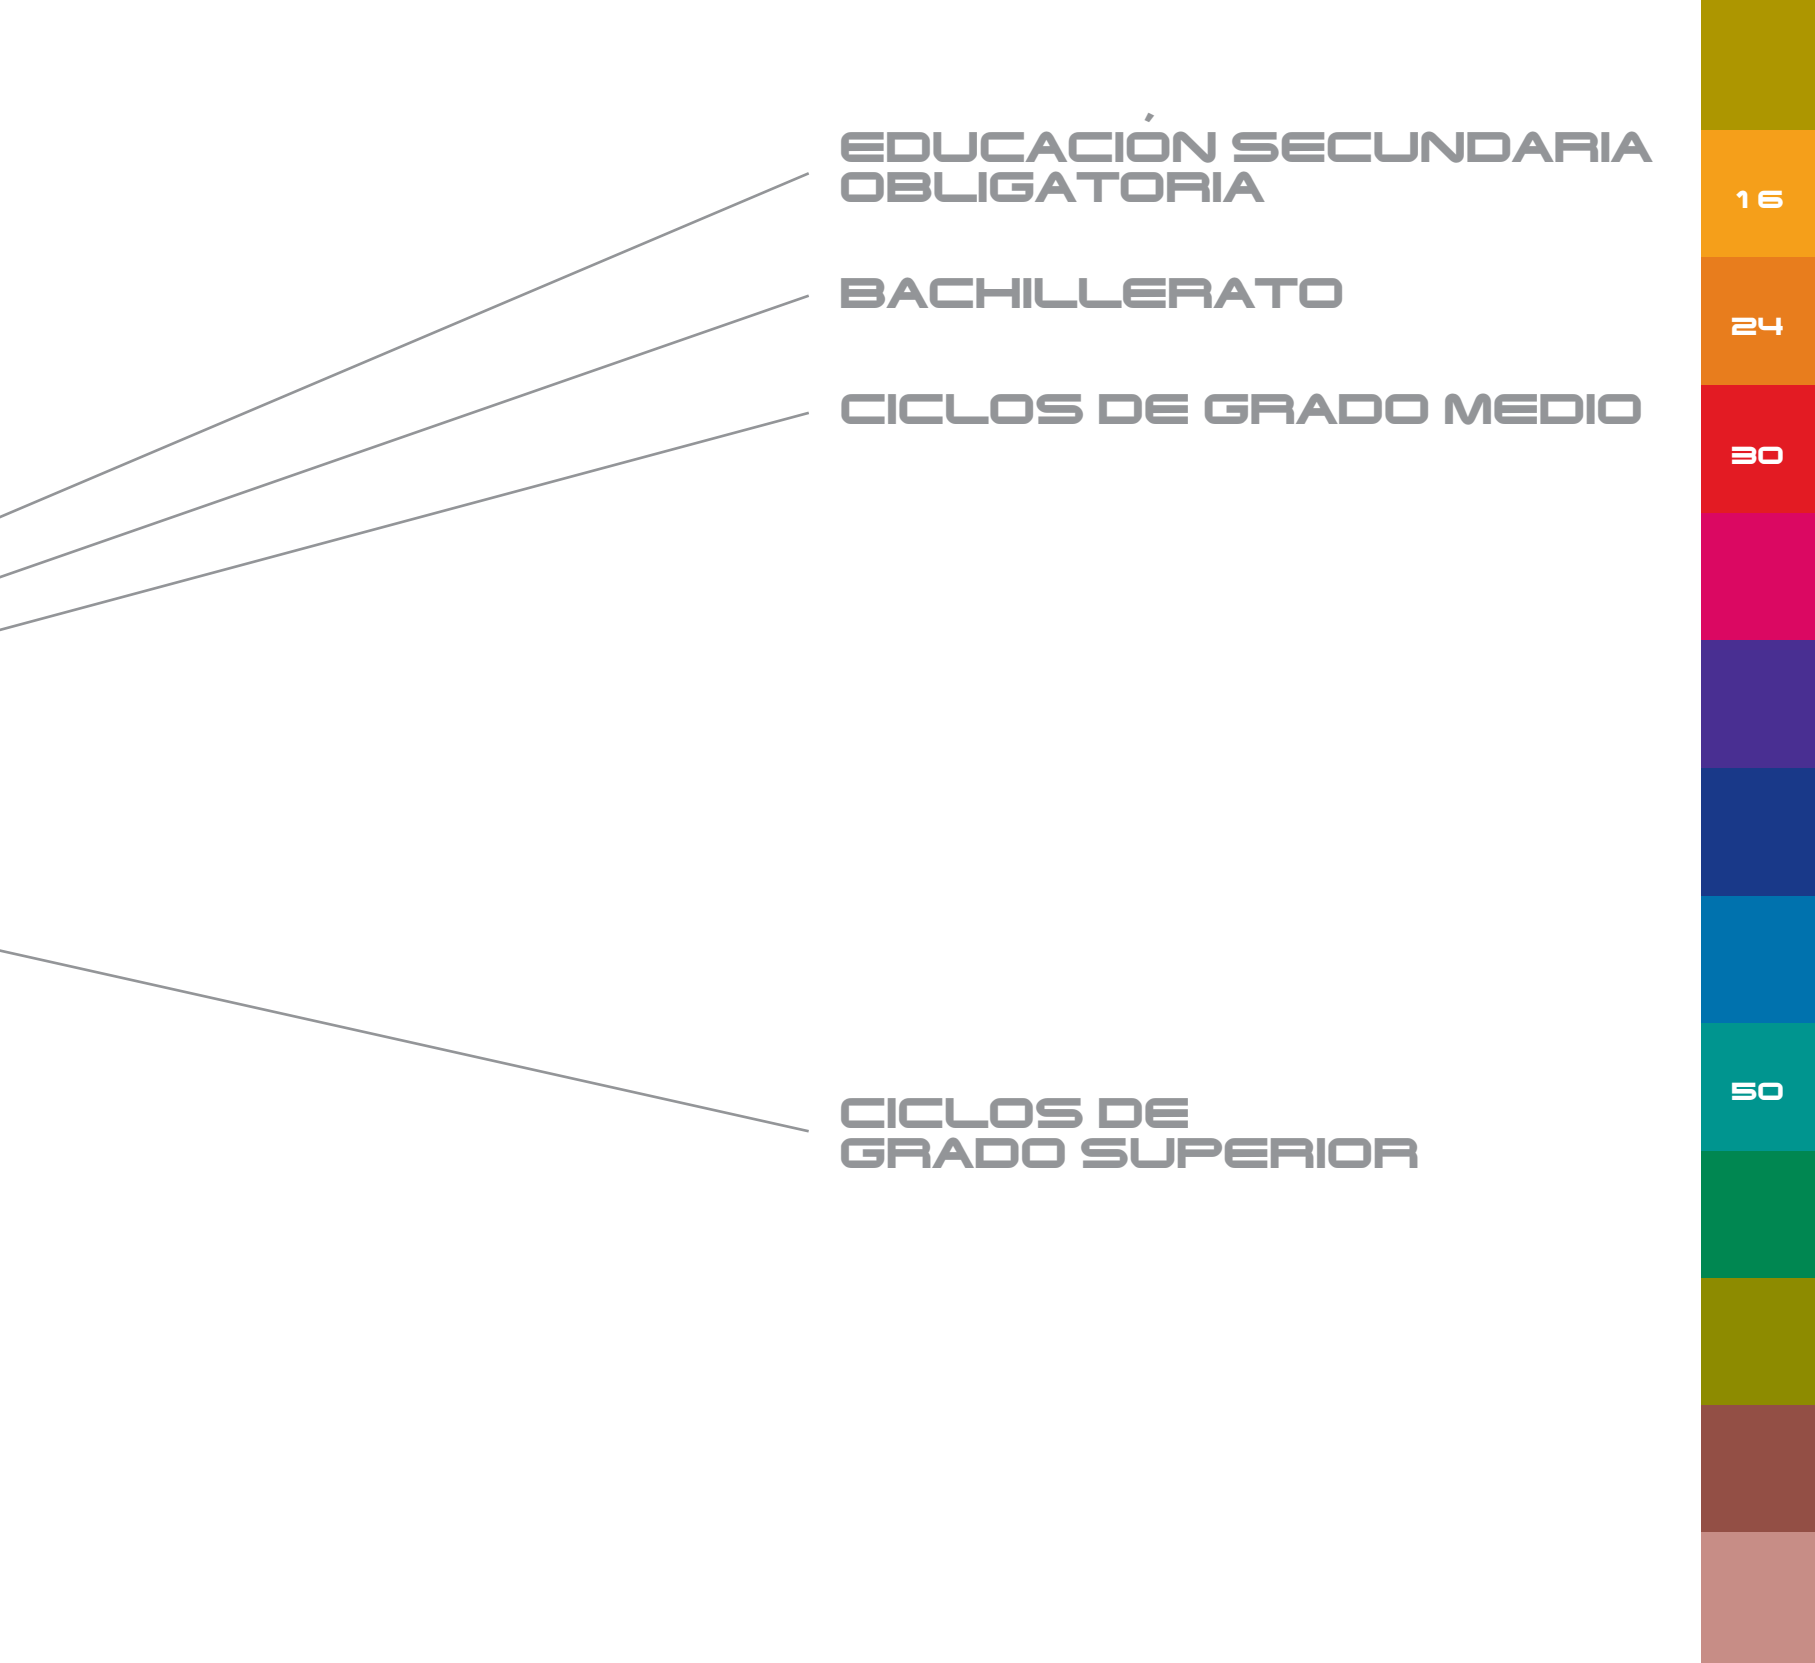 EDUCACIÓN SECUNDARIA
OBLIGATORIA
16
BACHILLERATO
24
CICLOS DE GRADO MEDIO
30
CICLOS DE
GRADO SUPERIOR
50